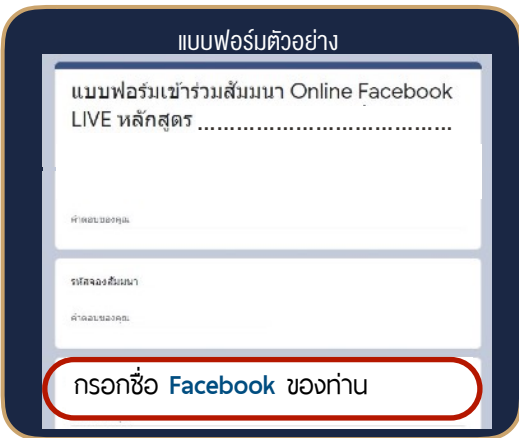 แบบฟอร์มตัวอย่าง
แบบฟอร์มเข้าร่วมสัมมนา Online Facebook
LIVE หลักสูตร ......................................
คำตอบของคุณ
รหัสจองสัมมนา
คำตอบของคุณ
กรอกชื่อ Facebook ของท่าน